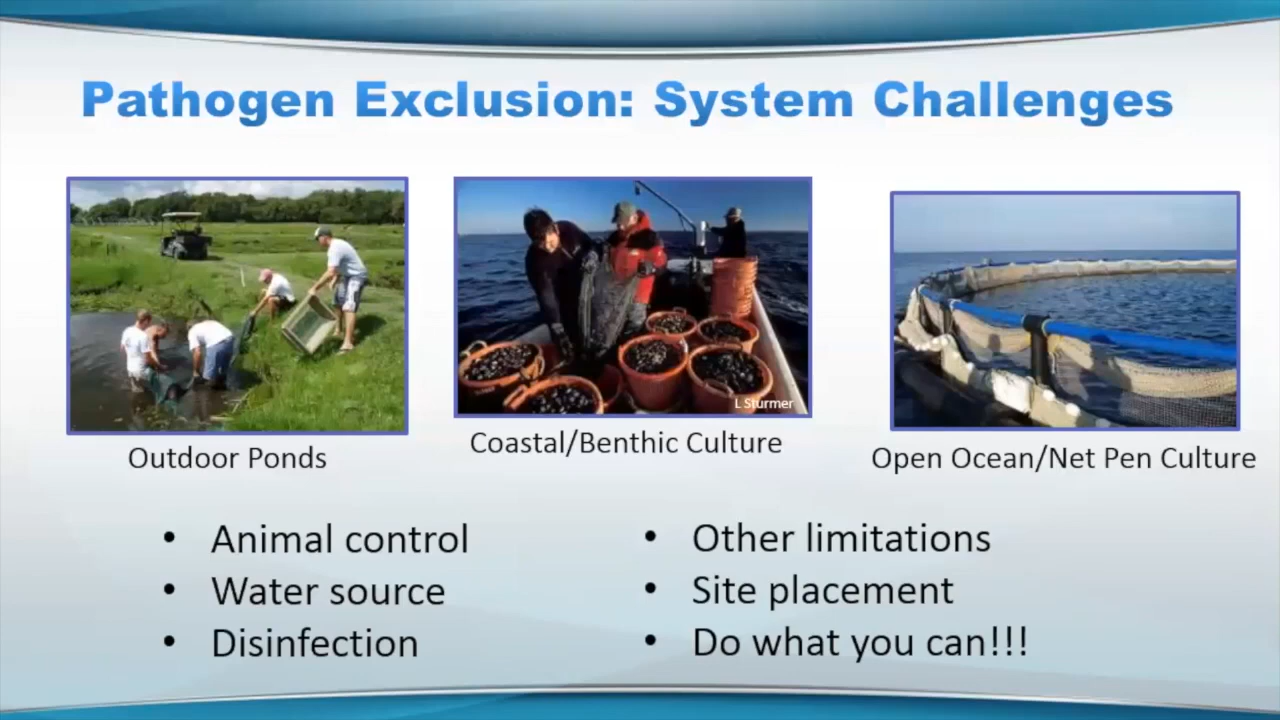 Pathogen Exclusion: System Challenges
L Sturmer
Outdoor Ponds
Coastal/Benthic Culture
Open Ocean/Net Pen Culture
• Animal control
• Water source
• Disinfection
• Other limitations
• Site placement
• Do what you can!!!